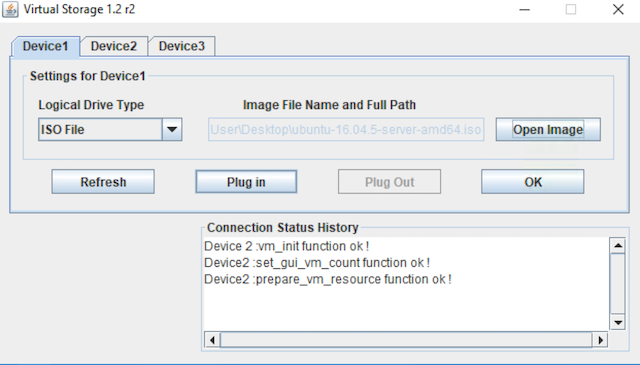 Virtual Storage 1.2 r2
Device1 Device2 Device3
Settings for Device1
Logical Drive Type Image File Name and Full Path
ISO File User\Desktop\ubuntu-16.04.5-server-amd64.iso Open Image
Refresh Plug in Plug Out OK
Connection Status History
Device 2 :vm_init function ok !
Device2 :set_gui_vm_count function ok !
Device2 :prepare_vm_resource function ok !